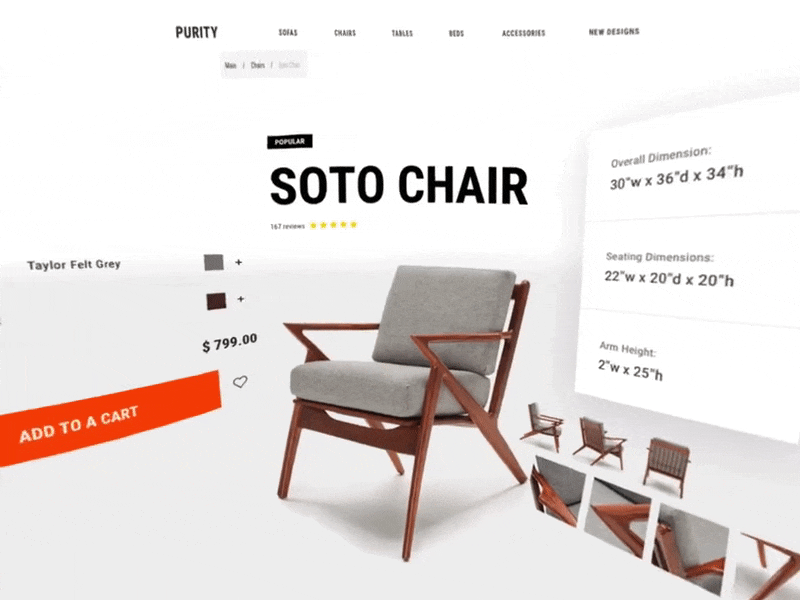 PURITY
SOFAS
CHAIRS
TABLES
BEDS
ACCESSORIES
NEW DESIGNS
Main / Chairs / Soto Chair
POPULAR
SOTO CHAIR
167 reviews
Overall Dimension:
30"w x 36"d x 34"h
Seating Dimensions:
22"w x 20"d x 20"h
Arm Height:
2"w x 25"h
Taylor Felt Grey
+
+
$ 799.00
ADD TO A CART